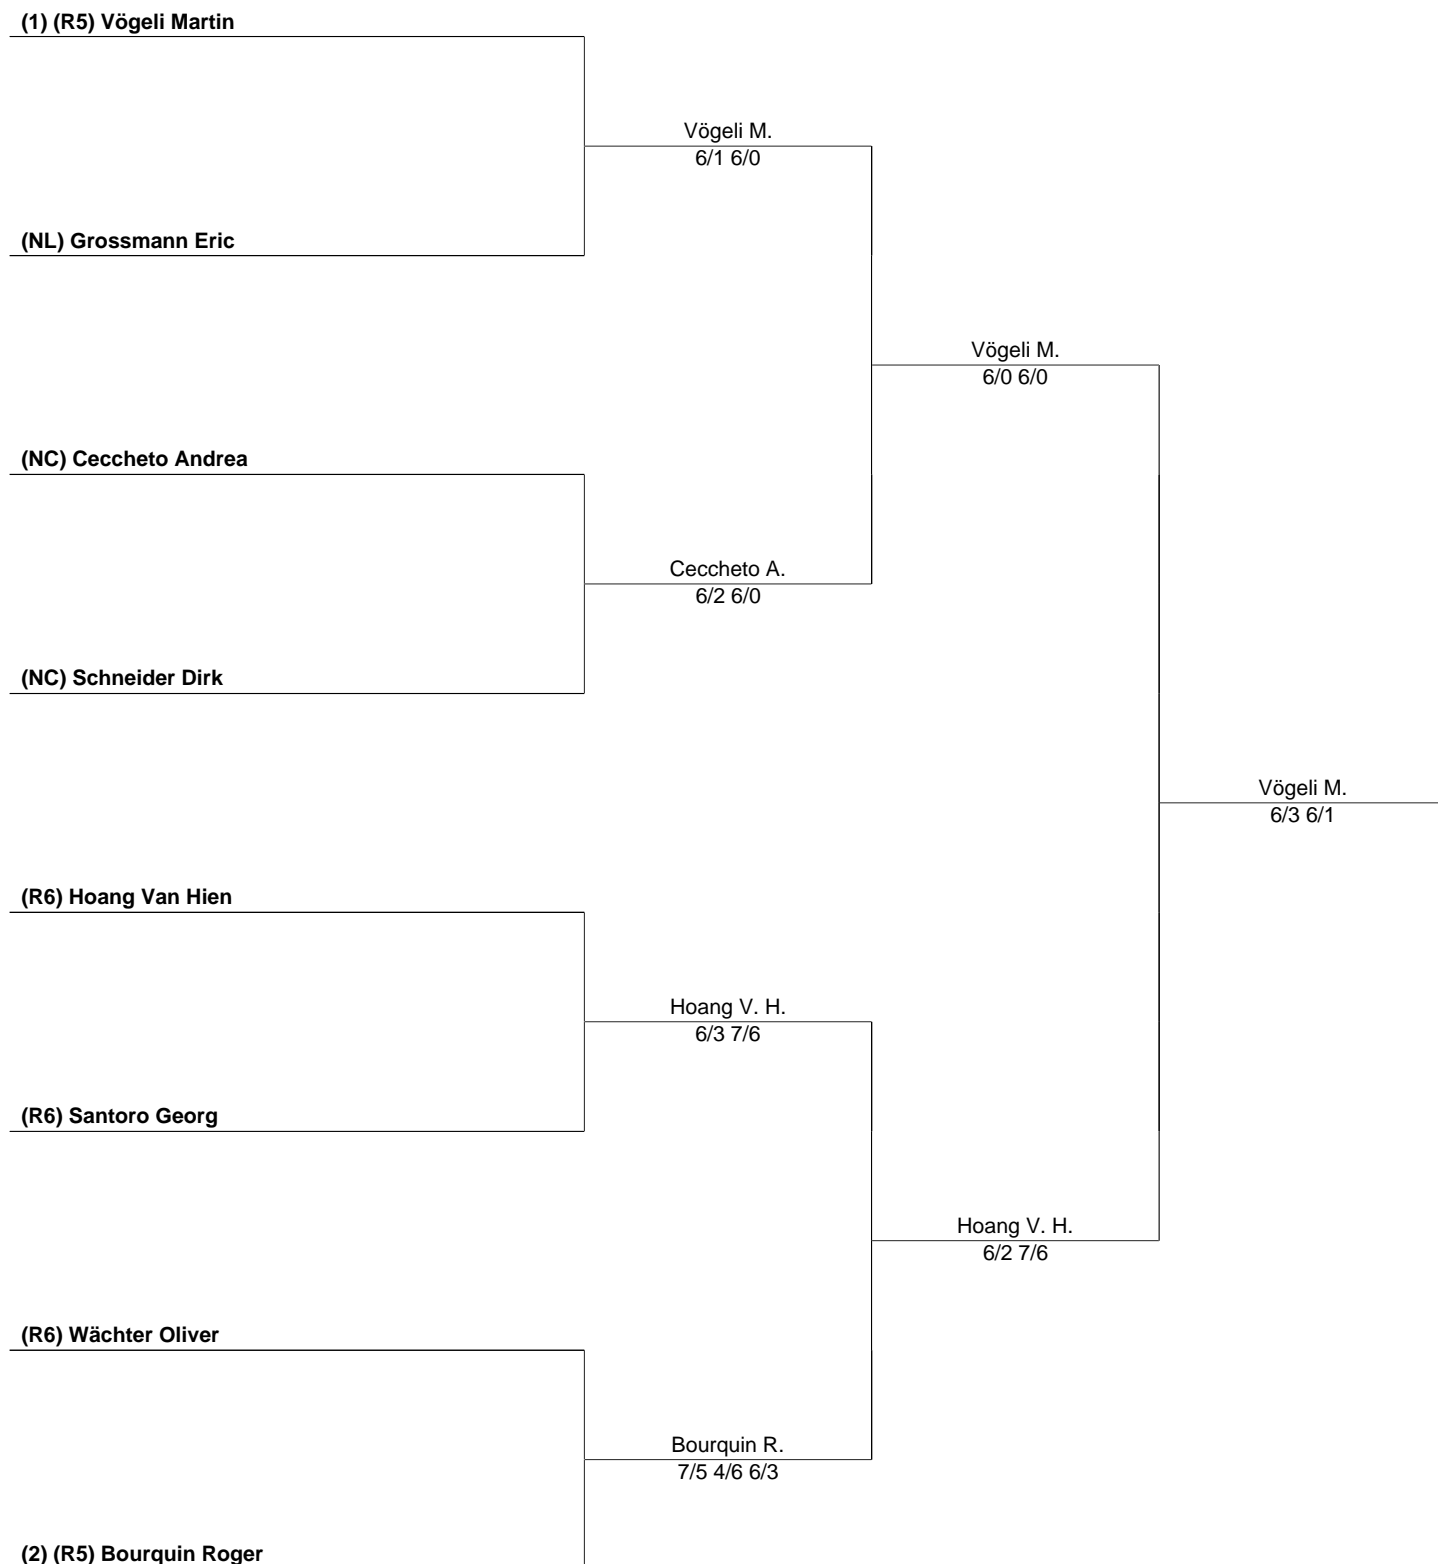 (1) (R5) Vögeli Martin
Vögeli M.
6/1 6/0
(NL) Grossmann Eric
Vögeli M.
6/0 6/0
(NC) Ceccheto Andrea
Ceccheto A.
6/2 6/0
(NC) Schneider Dirk
Vögeli M.
6/3 6/1
(R6) Hoang Van Hien
Hoang V. H.
6/3 7/6
(R6) Santoro Georg
Hoang V. H.
6/2 7/6
(R6) Wächter Oliver
Bourquin R.
7/5 4/6 6/3
(2) (R5) Bourquin Roger